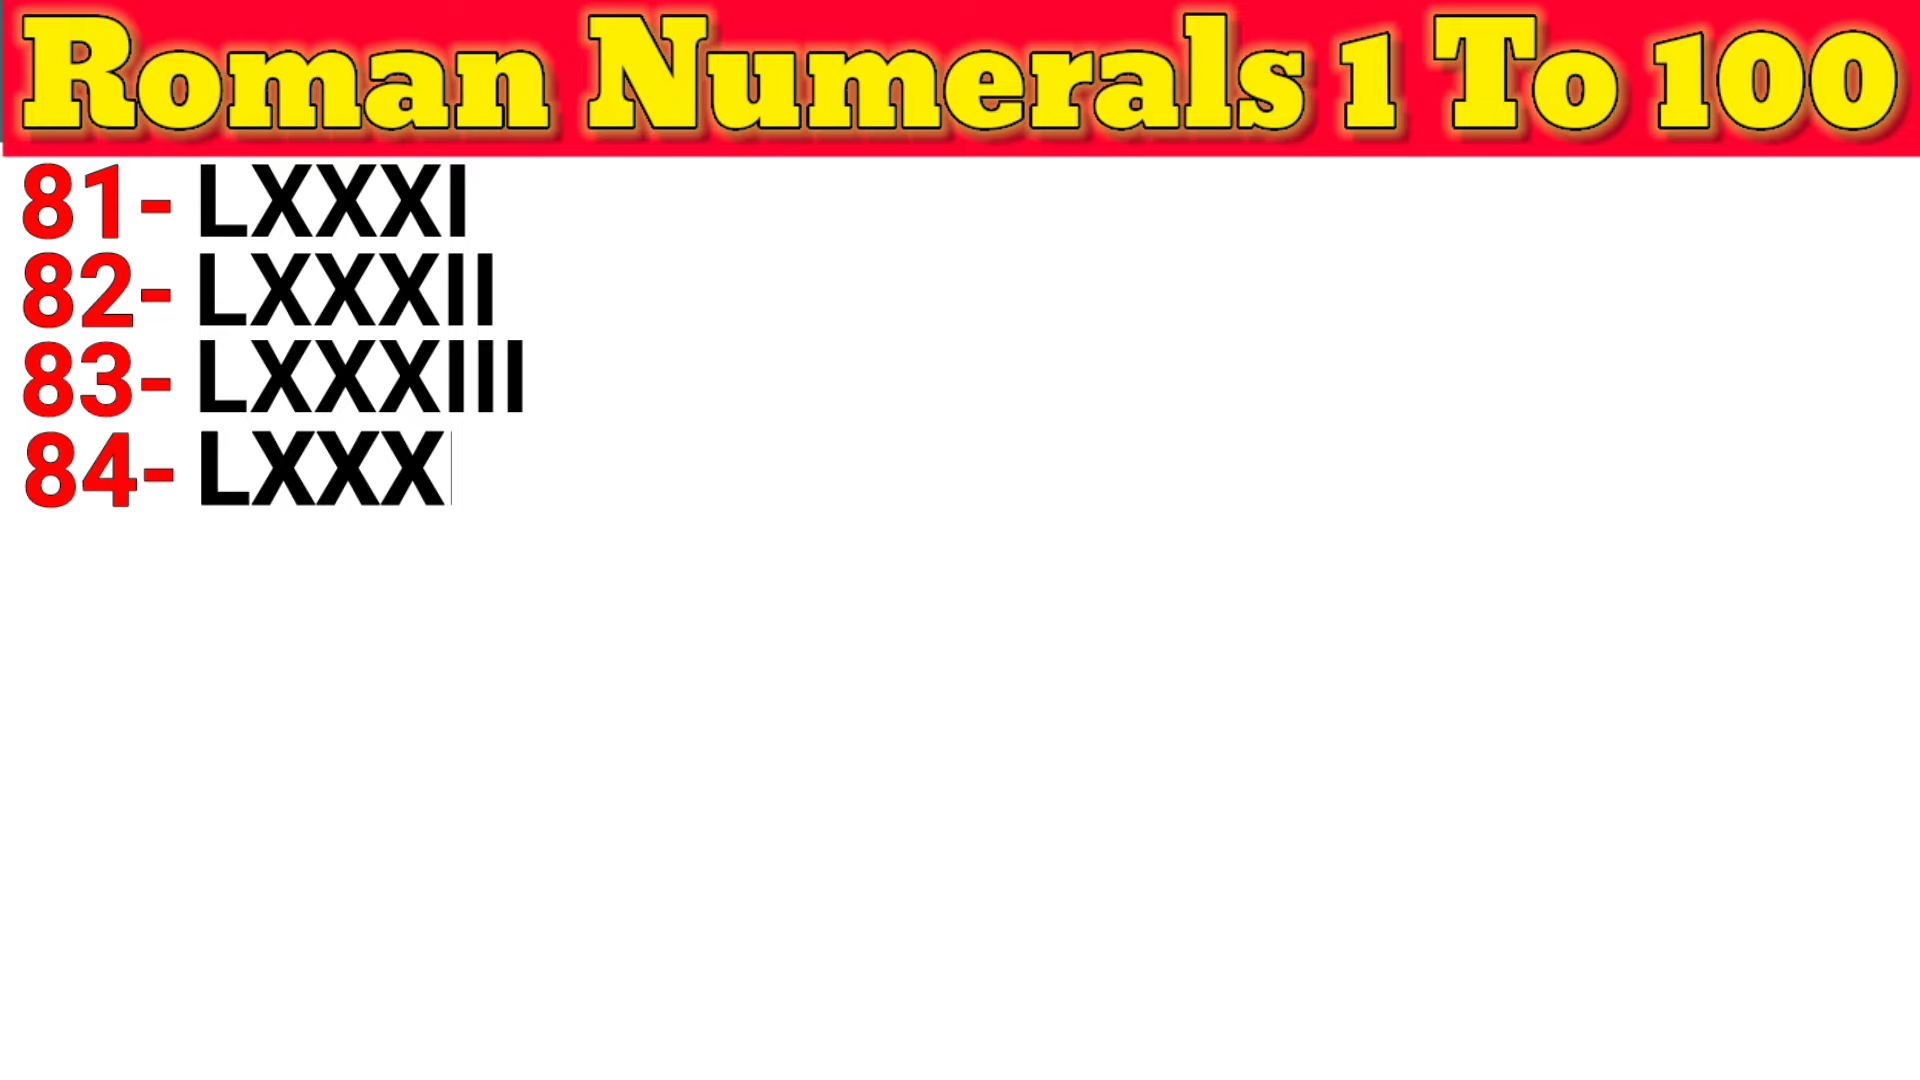 Roman Numerals 1 To 100
81- LXXXI
82- LXXXII
83- LXXXIII
84- LXXX